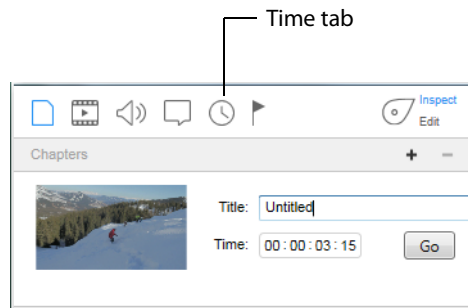 Time tab
Inspect
Edit
Chapters + −
Title: Untitled
Time: 00 : 00 : 03 : 15 Go